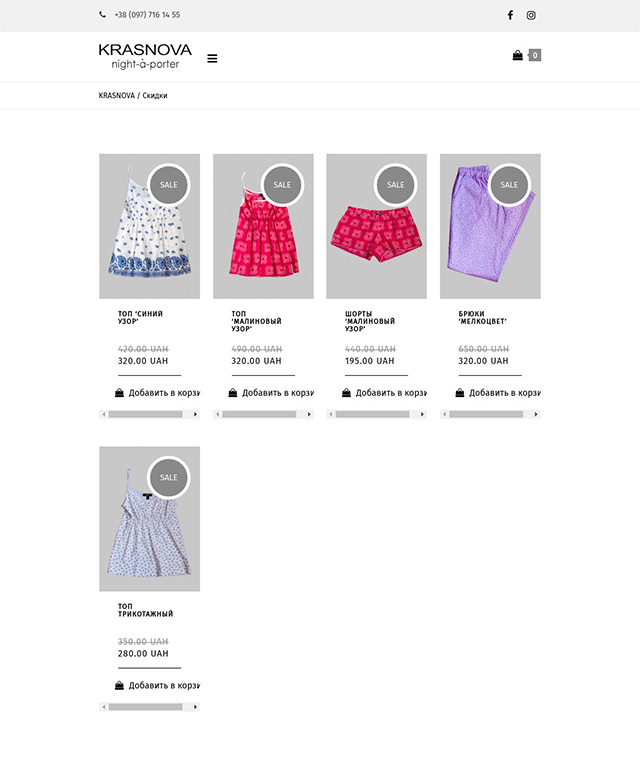 +38 (097) 716 14 55
KRASNOVA
night-à-porter
0
KRASNOVA / Скидки
SALE
SALE
SALE
SALE
ТОП ‘СИНИЙ
УЗОР’
420.00 UAH
320.00 UAH
Добавить в корзи
ТОП
‘МАЛИНОВЫЙ
УЗОР’
490.00 UAH
320.00 UAH
Добавить в корзи
ШОРТЫ
‘МАЛИНОВЫЙ
УЗОР’
440.00 UAH
195.00 UAH
Добавить в корзи
БРЮКИ
‘МЕЛКОЦВЕТ’
650.00 UAH
320.00 UAH
Добавить в корзи
SALE
ТОП
ТРИКОТАЖНЫЙ
350.00 UAH
280.00 UAH
Добавить в корзи